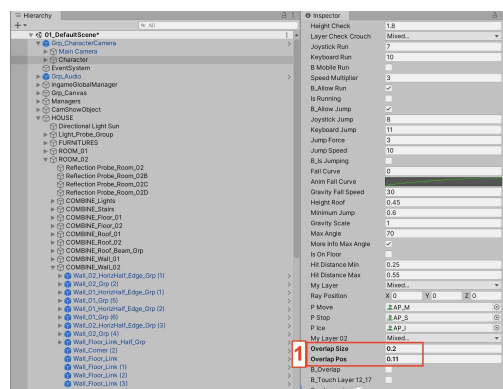 Hierarchy
All
01_DefaultScene*
Grp_CharacterCamera
Main Camera
Character
EventSystem
Grp_Audio
ingameGlobalManager
Grp_Canvas
Managers
CamShowObject
HOUSE
Directional Light Sun
Light_Probe_Group
FURNITURES
ROOM_01
ROOM_02
Reflection Probe_Room_02
Reflection Probe_Room_02B
Reflection Probe_Room_02C
Reflection Probe_Room_02D
COMBINE_Lights
COMBINE_Stairs
COMBINE_Floor_01
COMBINE_Floor_02
COMBINE_Roof_01
COMBINE_Roof_02
COMBINE_Roof_Beam_Grp
COMBINE_Wall_01
COMBINE_Wall_02
Wall_02_HorizHalf_Edge_Grp (1)
Wall_02_Grp (2)
Wall_01_HorizHalf_Edge_Grp (1)
Wall_01_Grp (5)
Wall_02_HorizHalf_Edge_Grp (2)
Wall_01_Grp (6)
Wall_02_HorizHalf_Edge_Grp (3)
Wall_02_Grp (4)
Wall_Floor_Link_Half_Grp
Wall_Corner (2)
Wall_Floor_Link
Wall_Floor_Link (1)
Wall_Floor_Link (2)
Wall_Floor_Link (3)
Inspector
Height Check 1.8
Layer Check Crouch Mixed...
Joystick Run 7
Keyboard Run 10
B Mobile Run
Speed Multiplier 3
B_Allow Run
Is Running
B_Allow Jump
Joystick Jump 8
Keyboard Jump 11
Jump Force 3
Jump Speed 10
B_Is Jumping
Fall Curve 0
Anim Fall Curve
Gravity Fall Speed 30
Height Roof 0.45
Minimum Jump 0.6
Gravity Scale 1
Max Angle 70
More Info Max Angle
Is On Floor
Hit Distance Min 0.25
Hit Distance Max 0.55
My Layer Mixed...
Ray Position X 0 Y 0 Z 0
P Move AP_M
P Stop AP_S
P Ice AP_I
My Layer 02 Mixed...
1
Overlap Size 0.2
Overlap Pos 0.11
B_Overlap
B_Touch Layer 12_17